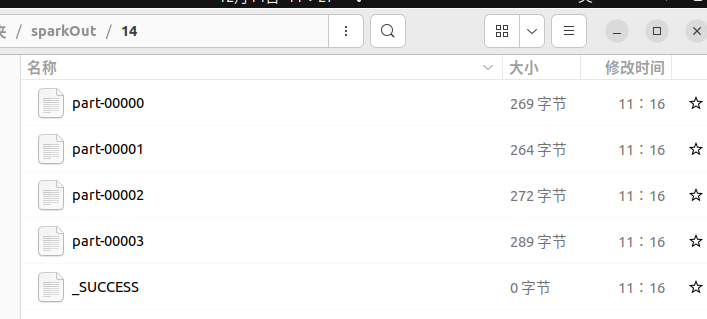 / sparkOut / 14
名称 大小 修改时间
part-00000 269 字节 11：16
part-00001 264 字节 11：16
part-00002 272 字节 11：16
part-00003 289 字节 11：16
_SUCCESS 0 字节 11：16